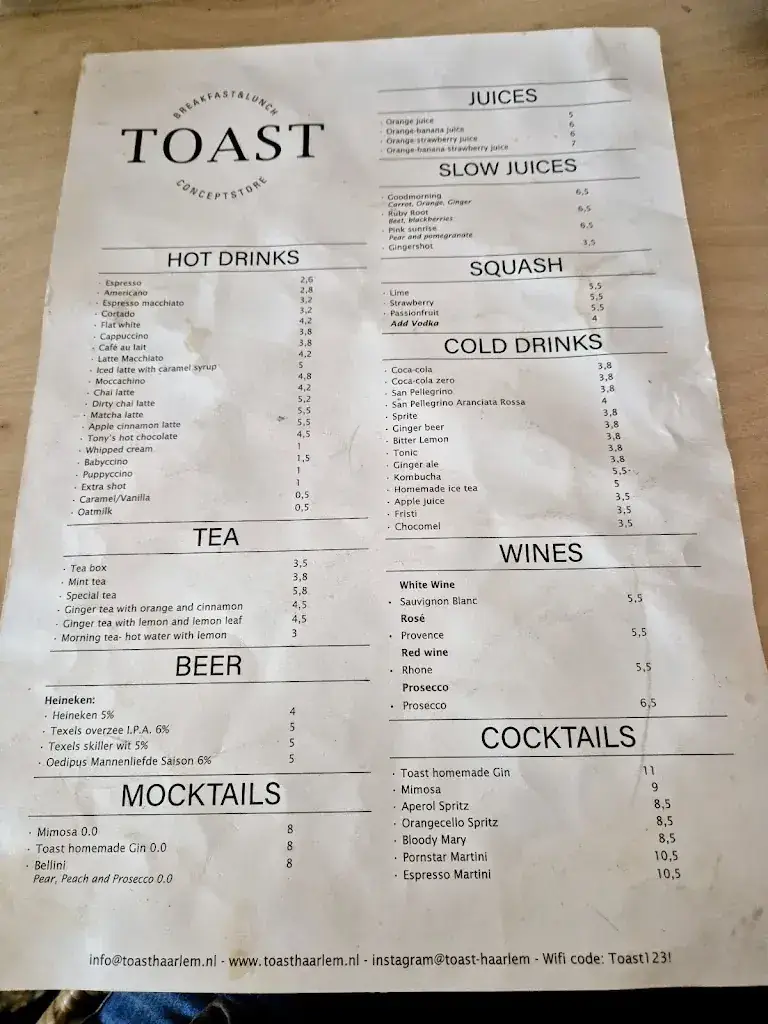 BREAKFAST&LUNCH
TOAST
CONCEPTSTORE
HOT DRINKS
· Espresso 2,6
· Americano 2,8
· Espresso macchiato 3,2
· Cortado 3,2
· Flat white 4,2
· Cappuccino 3,8
· Café au lait 3,8
· Latte Macchiato 4,2
· Iced latte with caramel syrup 5
· Moccachino 4,8
· Chai latte 4,2
· Dirty chai latte 5,2
· Matcha latte 5,5
· Apple cinnamon latte 5,5
· Tony's hot chocolate 4,5
· Whipped cream 1
· Babyccino 1,5
· Puppyccino 1
· Extra shot 1
· Caramel/Vanilla 0,5
· Oatmilk 0,5
TEA
· Tea box 3,5
· Mint tea 3,8
· Special tea 5,8
· Ginger tea with orange and cinnamon 4,5
· Ginger tea with lemon and lemon leaf 4,5
· Morning tea- hot water with lemon 3
BEER
Heineken:
· Heineken 5% 4
· Texels overzee I.P.A. 6% 5
· Texels skiller wit 5% 5
· Oedipus Mannenliefde Saison 6% 5
MOCKTAILS
· Mimosa 0.0 8
· Toast homemade Gin 0.0 8
· Bellini 8
Pear, Peach and Prosecco 0.0
JUICES
· Orange juice 5
· Orange-banana juice 6
· Orange-strawberry juice 6
· Orange-banana-strawberry juice 7
SLOW JUICES
· Goodmorning 6,5
Carrot, Orange, Ginger
· Ruby Root 6,5
Beet, blackberries
· Pink sunrise 6,5
Pear and pomegranate
· Gingershot 3,5
SQUASH
· Lime 5,5
· Strawberry 5,5
· Passionfruit 5,5
Add Vodka 4
COLD DRINKS
· Coca-cola 3,8
· Coca-cola zero 3,8
· San Pellegrino 3,8
· San Pellegrino Aranciata Rossa 4
· Sprite 3,8
· Ginger beer 3,8
· Bitter Lemon 3,8
· Tonic 3,8
· Ginger ale 3,8
· Kombucha 5,5
· Homemade ice tea 5
· Apple juice 3,5
· Fristi 3,5
· Chocomel 3,5
WINES
White Wine
· Sauvignon Blanc 5,5
Rosé
· Provence 5,5
Red wine
· Rhone 5,5
Prosecco
· Prosecco 6,5
COCKTAILS
· Toast homemade Gin 11
· Mimosa 9
· Aperol Spritz 8,5
· Orangecello Spritz 8,5
· Bloody Mary 8,5
· Pornstar Martini 10,5
· Espresso Martini 10,5
info@toasthaarlem.nl - www.toasthaarlem.nl - instagram@toast-haarlem - Wifi code: Toast123!